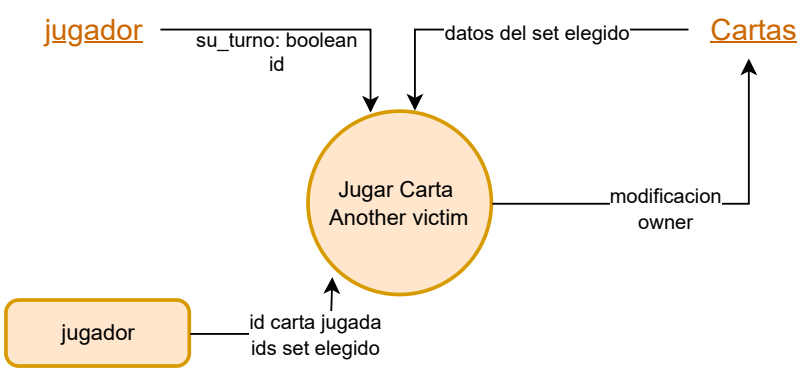 jugador
su_turno: boolean
id
datos del set elegido
Cartas
Jugar Carta
Another victim
modificacion
owner
jugador
id carta jugada
ids set elegido